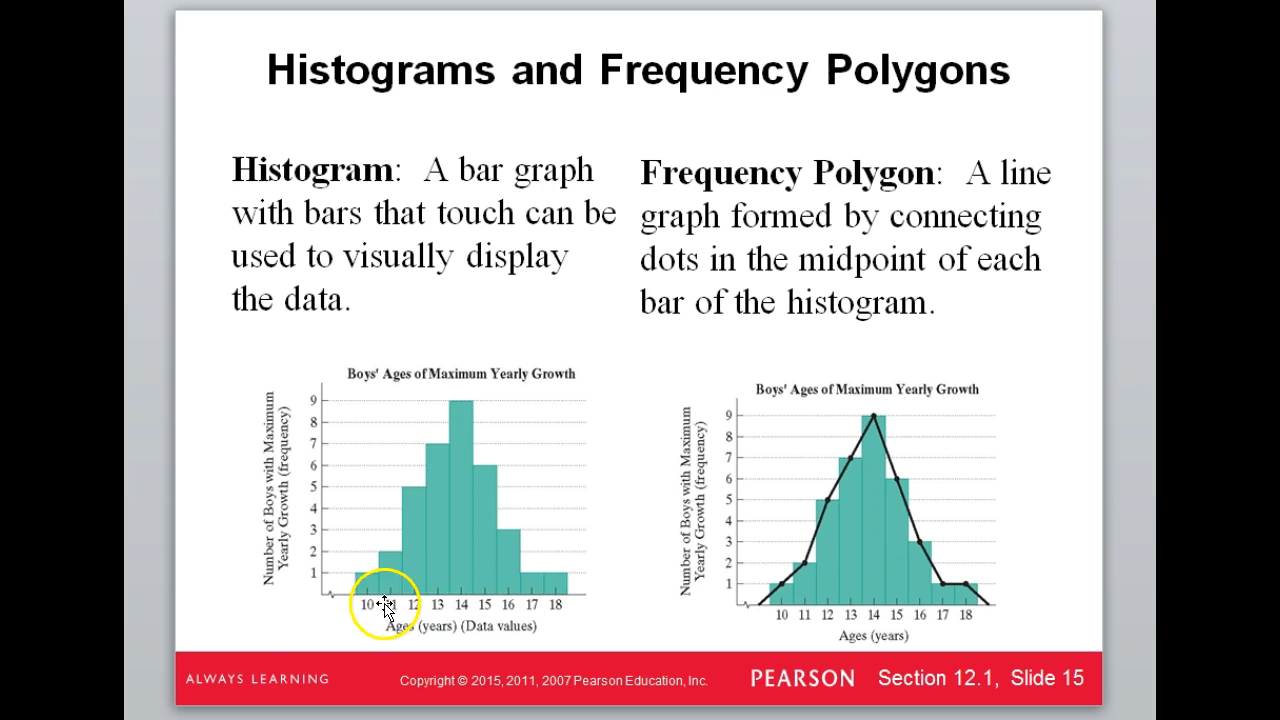 Histograms and Frequency Polygons
Histogram: A bar graph
with bars that touch can be
used to visually display
the data.
Frequency Polygon: A line
graph formed by connecting
dots in the midpoint of each
bar of the histogram.
Boys' Ages of Maximum Yearly Growth
Number of Boys with Maximum
Yearly Growth (frequency)
9
8
7
6
5
4
3
2
1
10 11 12 13 14 15 16 17 18
Ages (years) (Data values)
Boys' Ages of Maximum Yearly Growth
Number of Boys with Maximum
Yearly Growth (frequency)
9
8
7
6
5
4
3
2
1
10 11 12 13 14 15 16 17 18
Ages (years)
ALWAYS LEARNING
Copyright © 2015, 2011, 2007 Pearson Education, Inc.
PEARSON
Section 12.1, Slide 15